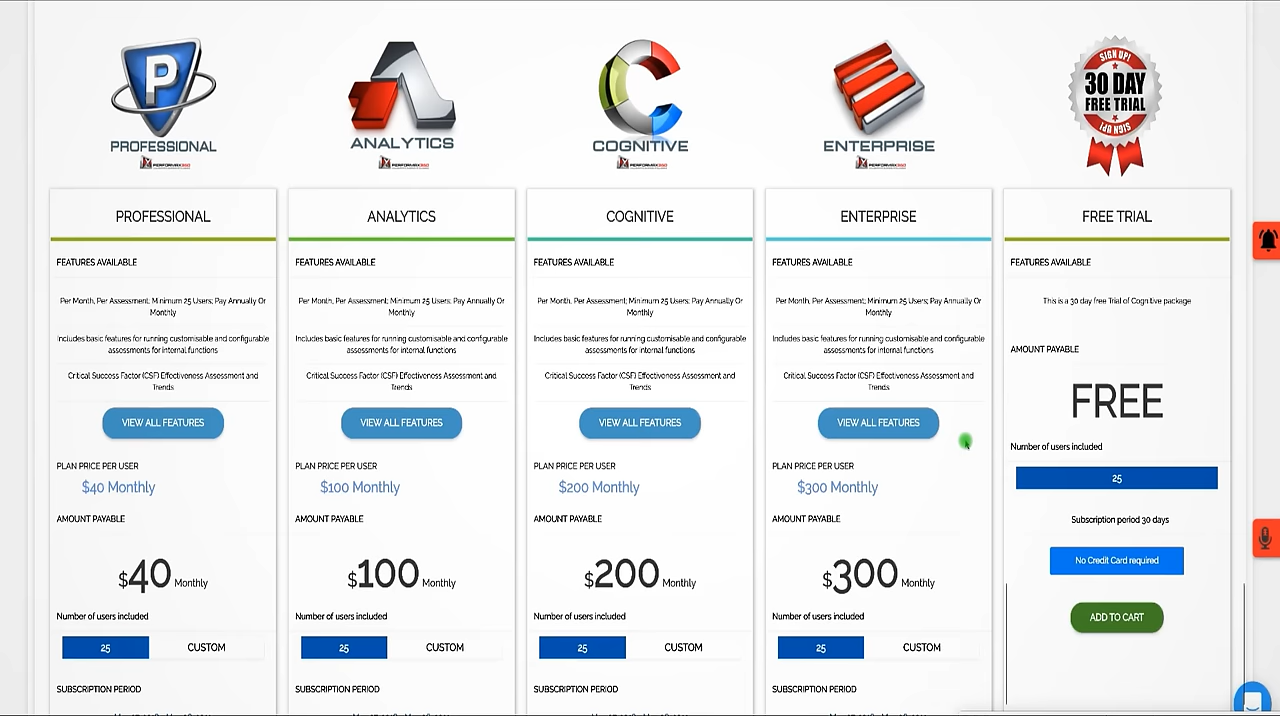 P
PROFESSIONAL
PERFORMAX360
ANALYTICS
PERFORMAX360
COGNITIVE
PERFORMAX360
ENTERPRISE
PERFORMAX360
SIGN UP!
30 DAY
FREE TRIAL
SIGN UP!
PROFESSIONAL
FEATURES AVAILABLE
Per Month, Per Assessment; Minimum 25 Users; Pay Annually Or
Monthly
Includes basic features for running customisable and configurable
assessments for internal functions
Critical Success Factor (CSF) Effectiveness Assessment and
Trends
VIEW ALL FEATURES
PLAN PRICE PER USER
$40 Monthly
AMOUNT PAYABLE
$40 Monthly
Number of users included
25 CUSTOM
SUBSCRIPTION PERIOD
ANALYTICS
FEATURES AVAILABLE
Per Month, Per Assessment; Minimum 25 Users; Pay Annually Or
Monthly
Includes basic features for running customisable and configurable
assessments for internal functions
Critical Success Factor (CSF) Effectiveness Assessment and
Trends
VIEW ALL FEATURES
PLAN PRICE PER USER
$100 Monthly
AMOUNT PAYABLE
$100 Monthly
Number of users included
25 CUSTOM
SUBSCRIPTION PERIOD
COGNITIVE
FEATURES AVAILABLE
Per Month, Per Assessment; Minimum 25 Users; Pay Annually Or
Monthly
Includes basic features for running customisable and configurable
assessments for internal functions
Critical Success Factor (CSF) Effectiveness Assessment and
Trends
VIEW ALL FEATURES
PLAN PRICE PER USER
$200 Monthly
AMOUNT PAYABLE
$200 Monthly
Number of users included
25 CUSTOM
SUBSCRIPTION PERIOD
ENTERPRISE
FEATURES AVAILABLE
Per Month, Per Assessment; Minimum 25 Users; Pay Annually Or
Monthly
Includes basic features for running customisable and configurable
assessments for internal functions
Critical Success Factor (CSF) Effectiveness Assessment and
Trends
VIEW ALL FEATURES
PLAN PRICE PER USER
$300 Monthly
AMOUNT PAYABLE
$300 Monthly
Number of users included
25 CUSTOM
SUBSCRIPTION PERIOD
FREE TRIAL
FEATURES AVAILABLE
This is a 30 day free Trial of Cognitive package
AMOUNT PAYABLE
FREE
Number of users included
25
Subscription period 30 days
No Credit Card required
ADD TO CART